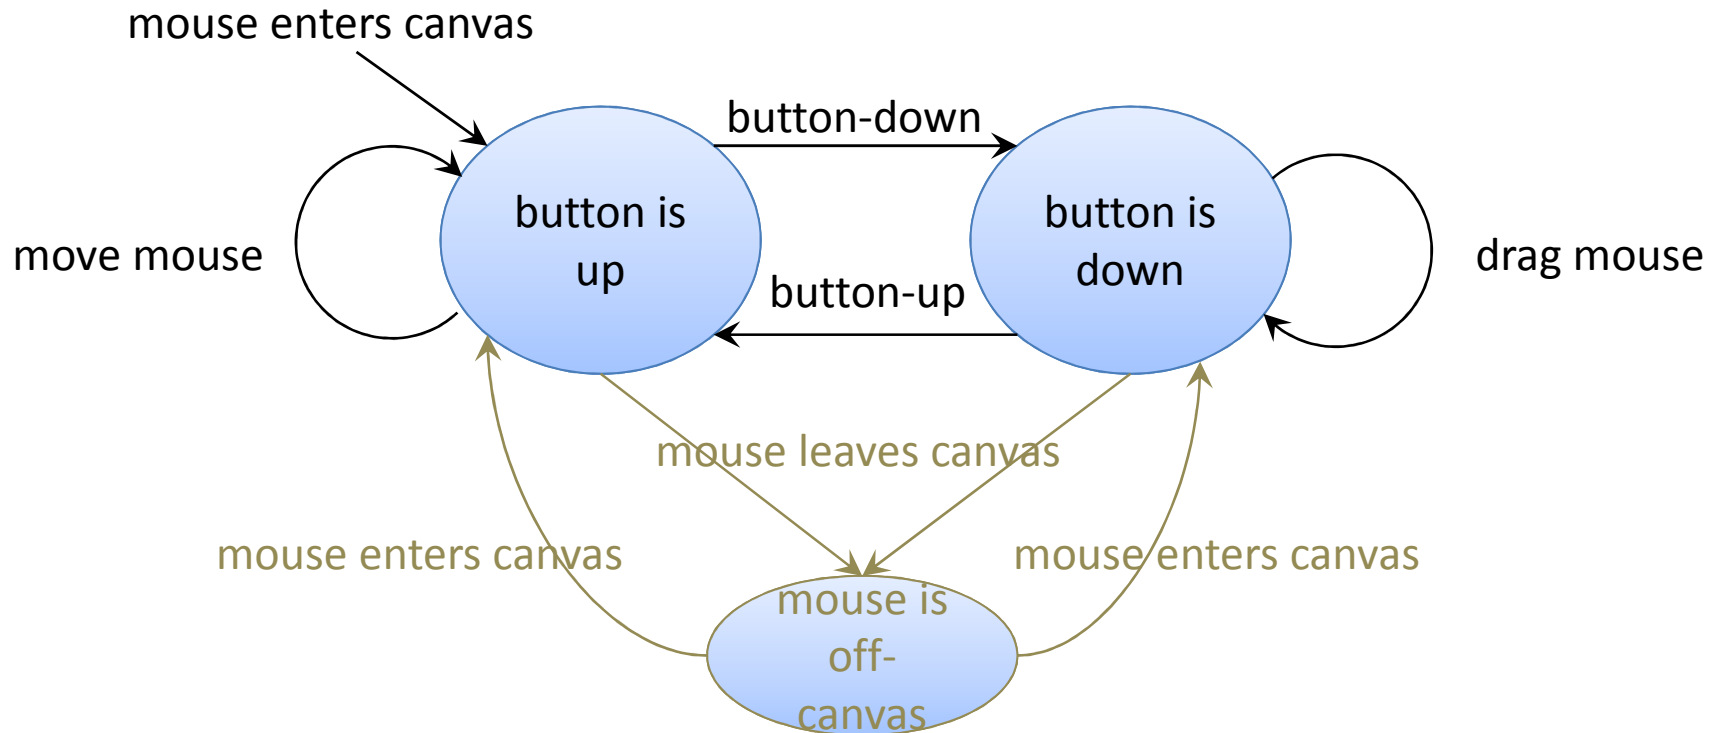 mouse enters canvas
button-down
button is
up
button is
down
move mouse
drag mouse
button-up
mouse leaves canvas
mouse enters canvas
mouse enters canvas
mouse is
off-
canvas